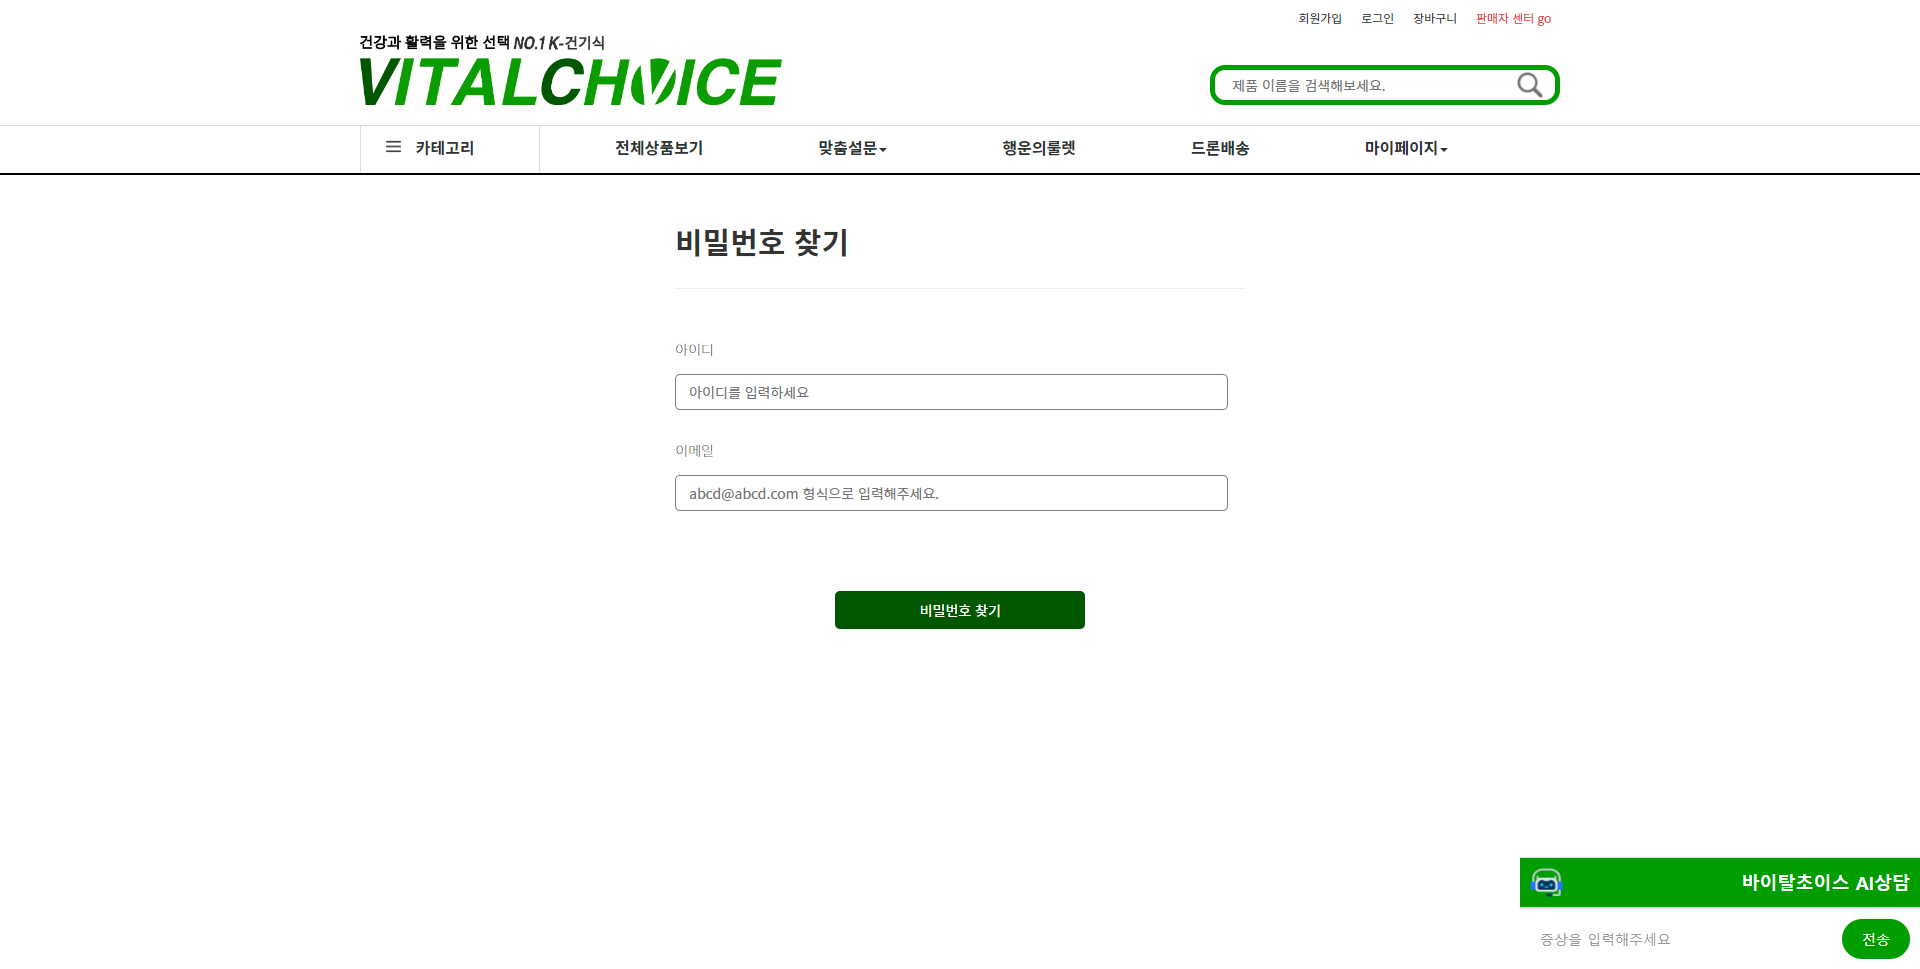 회원가입 로그인 장바구니 판매자 센터 go
건강과 활력을 위한 선택 NO.1 K-건기식
VITALCHOICE
제품 이름을 검색해보세요.
카테고리 전체상품보기 맞춤설문 행운의룰렛 드론배송 마이페이지
비밀번호 찾기
아이디
아이디를 입력하세요
이메일
abcd@abcd.com 형식으로 입력해주세요.
비밀번호 찾기
바이탈초이스 AI상담
증상을 입력해주세요 전송